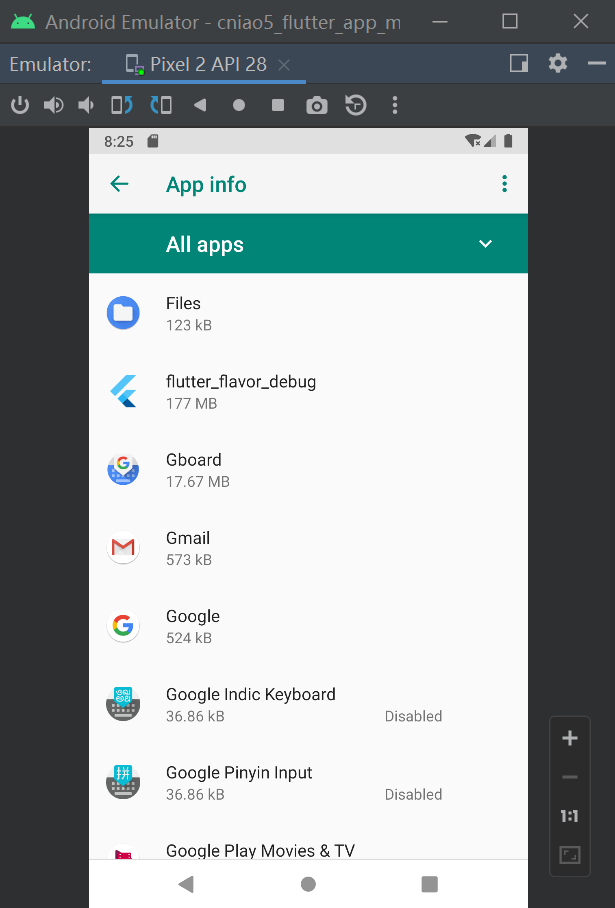 Android Emulator - cniao5_flutter_app_m
Emulator: Pixel 2 API 28
8:25
App info
All apps
Files
123 kB
flutter_flavor_debug
177 MB
Gboard
17.67 MB
Gmail
573 kB
Google
524 kB
Google Indic Keyboard
36.86 kB Disabled
Google Pinyin Input
36.86 kB Disabled
Google Play Movies & TV
1:1